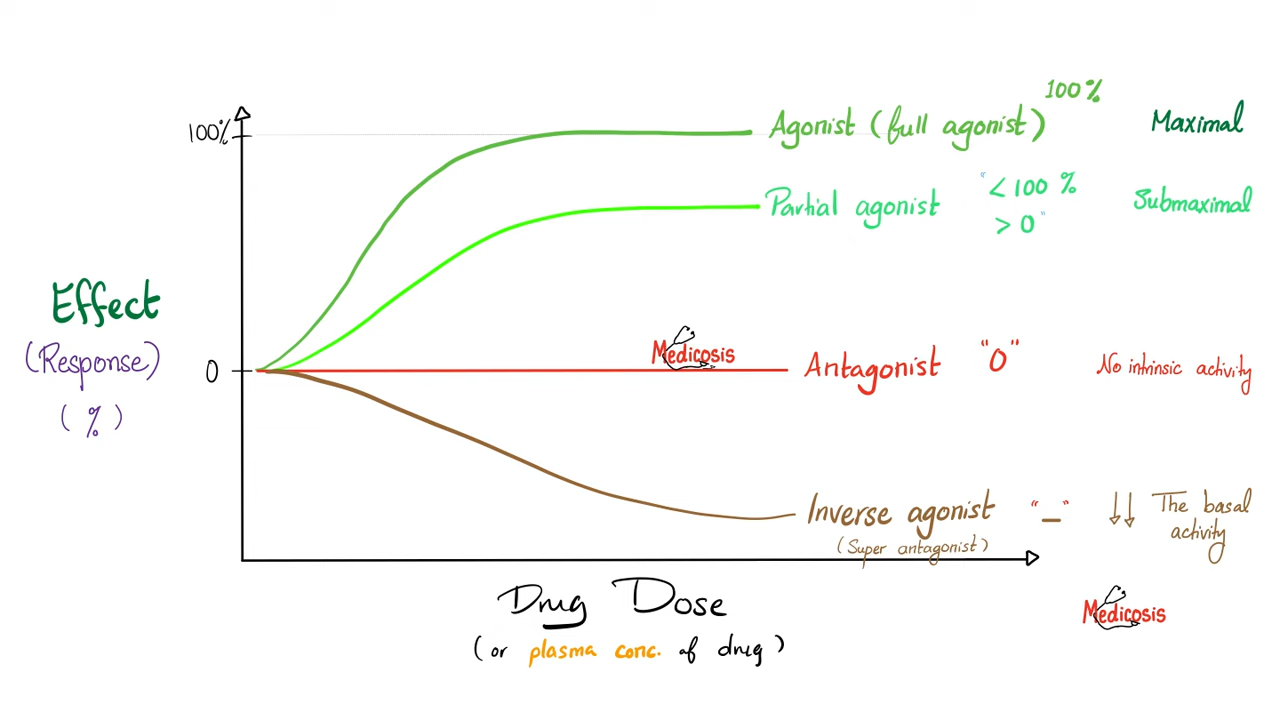 100%
100%
Agonist (full agonist)
Maximal
Partial agonist
"<100 %
>0"
Submaximal
Effect
(Response)
(%)
0
Medicosis
Antagonist
"0"
No intrinsic activity
Inverse agonist
(Super antagonist)
"–"
↓↓ The basal
activity
Drug Dose
(or plasma conc. of drug)
Medicosis